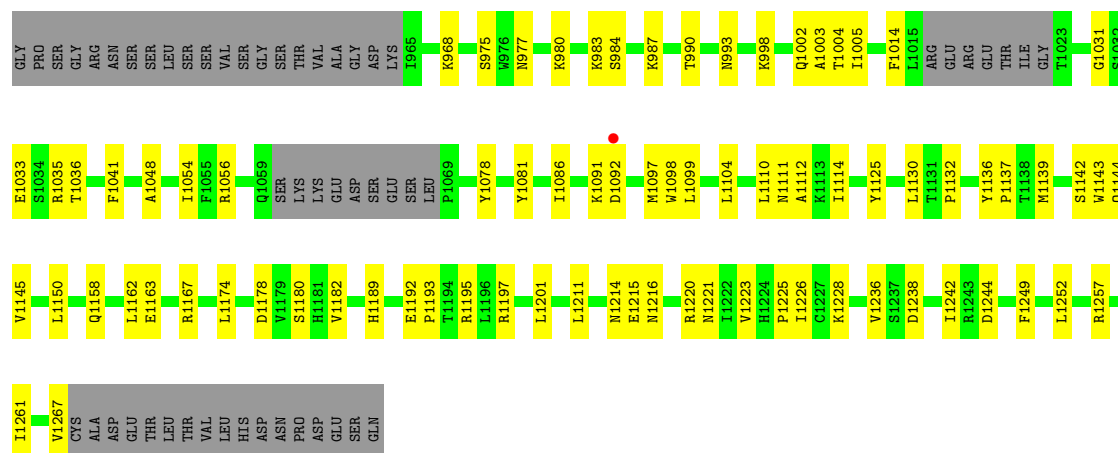 GLY PRO SER GLY ARG ASN SER SER LEU SER SER VAL SER GLY SER THR VAL ALA GLY ASP LYS I965 K968 S975 W976 N977 K980 K983 S984 K987 T990 N993 K998 Q1002 A1003 T1004 I1005 F1014 L1015 ARG GLU ARG GLU THR ILE GLY T1023 G1031 S1032
E1033 S1034 R1035 T1036 F1041 A1048 I1054 F1055 R1056 Q1059 SER LYS LYS GLU ASP SER GLU SER LEU P1069 Y1078 Y1081 I1086 K1091 D1092 M1097 W1098 L1099 L1104 L1110 N1111 A1112 K1113 I1114 Y1125 L1130 T1131 P1132 Y1136 P1137 T1138 M1139 S1142 W1143 Q1144
V1145 L1150 Q1158 L1162 E1163 R1167 L1174 D1178 V1179 S1180 H1181 V1182 H1189 E1192 P1193 T1194 R1195 L1196 R1197 L1201 L1211 N1214 E1215 N1216 R1220 N1221 I1222 V1223 H1224 P1225 I1226 C1227 K1228 V1236 S1237 D1238 I1242 R1243 D1244 F1249 L1252 R1257
I1261 V1267 CYS ALA ASP GLU THR LEU THR VAL LEU HIS ASP ASN PRO ASP GLU SER GLN